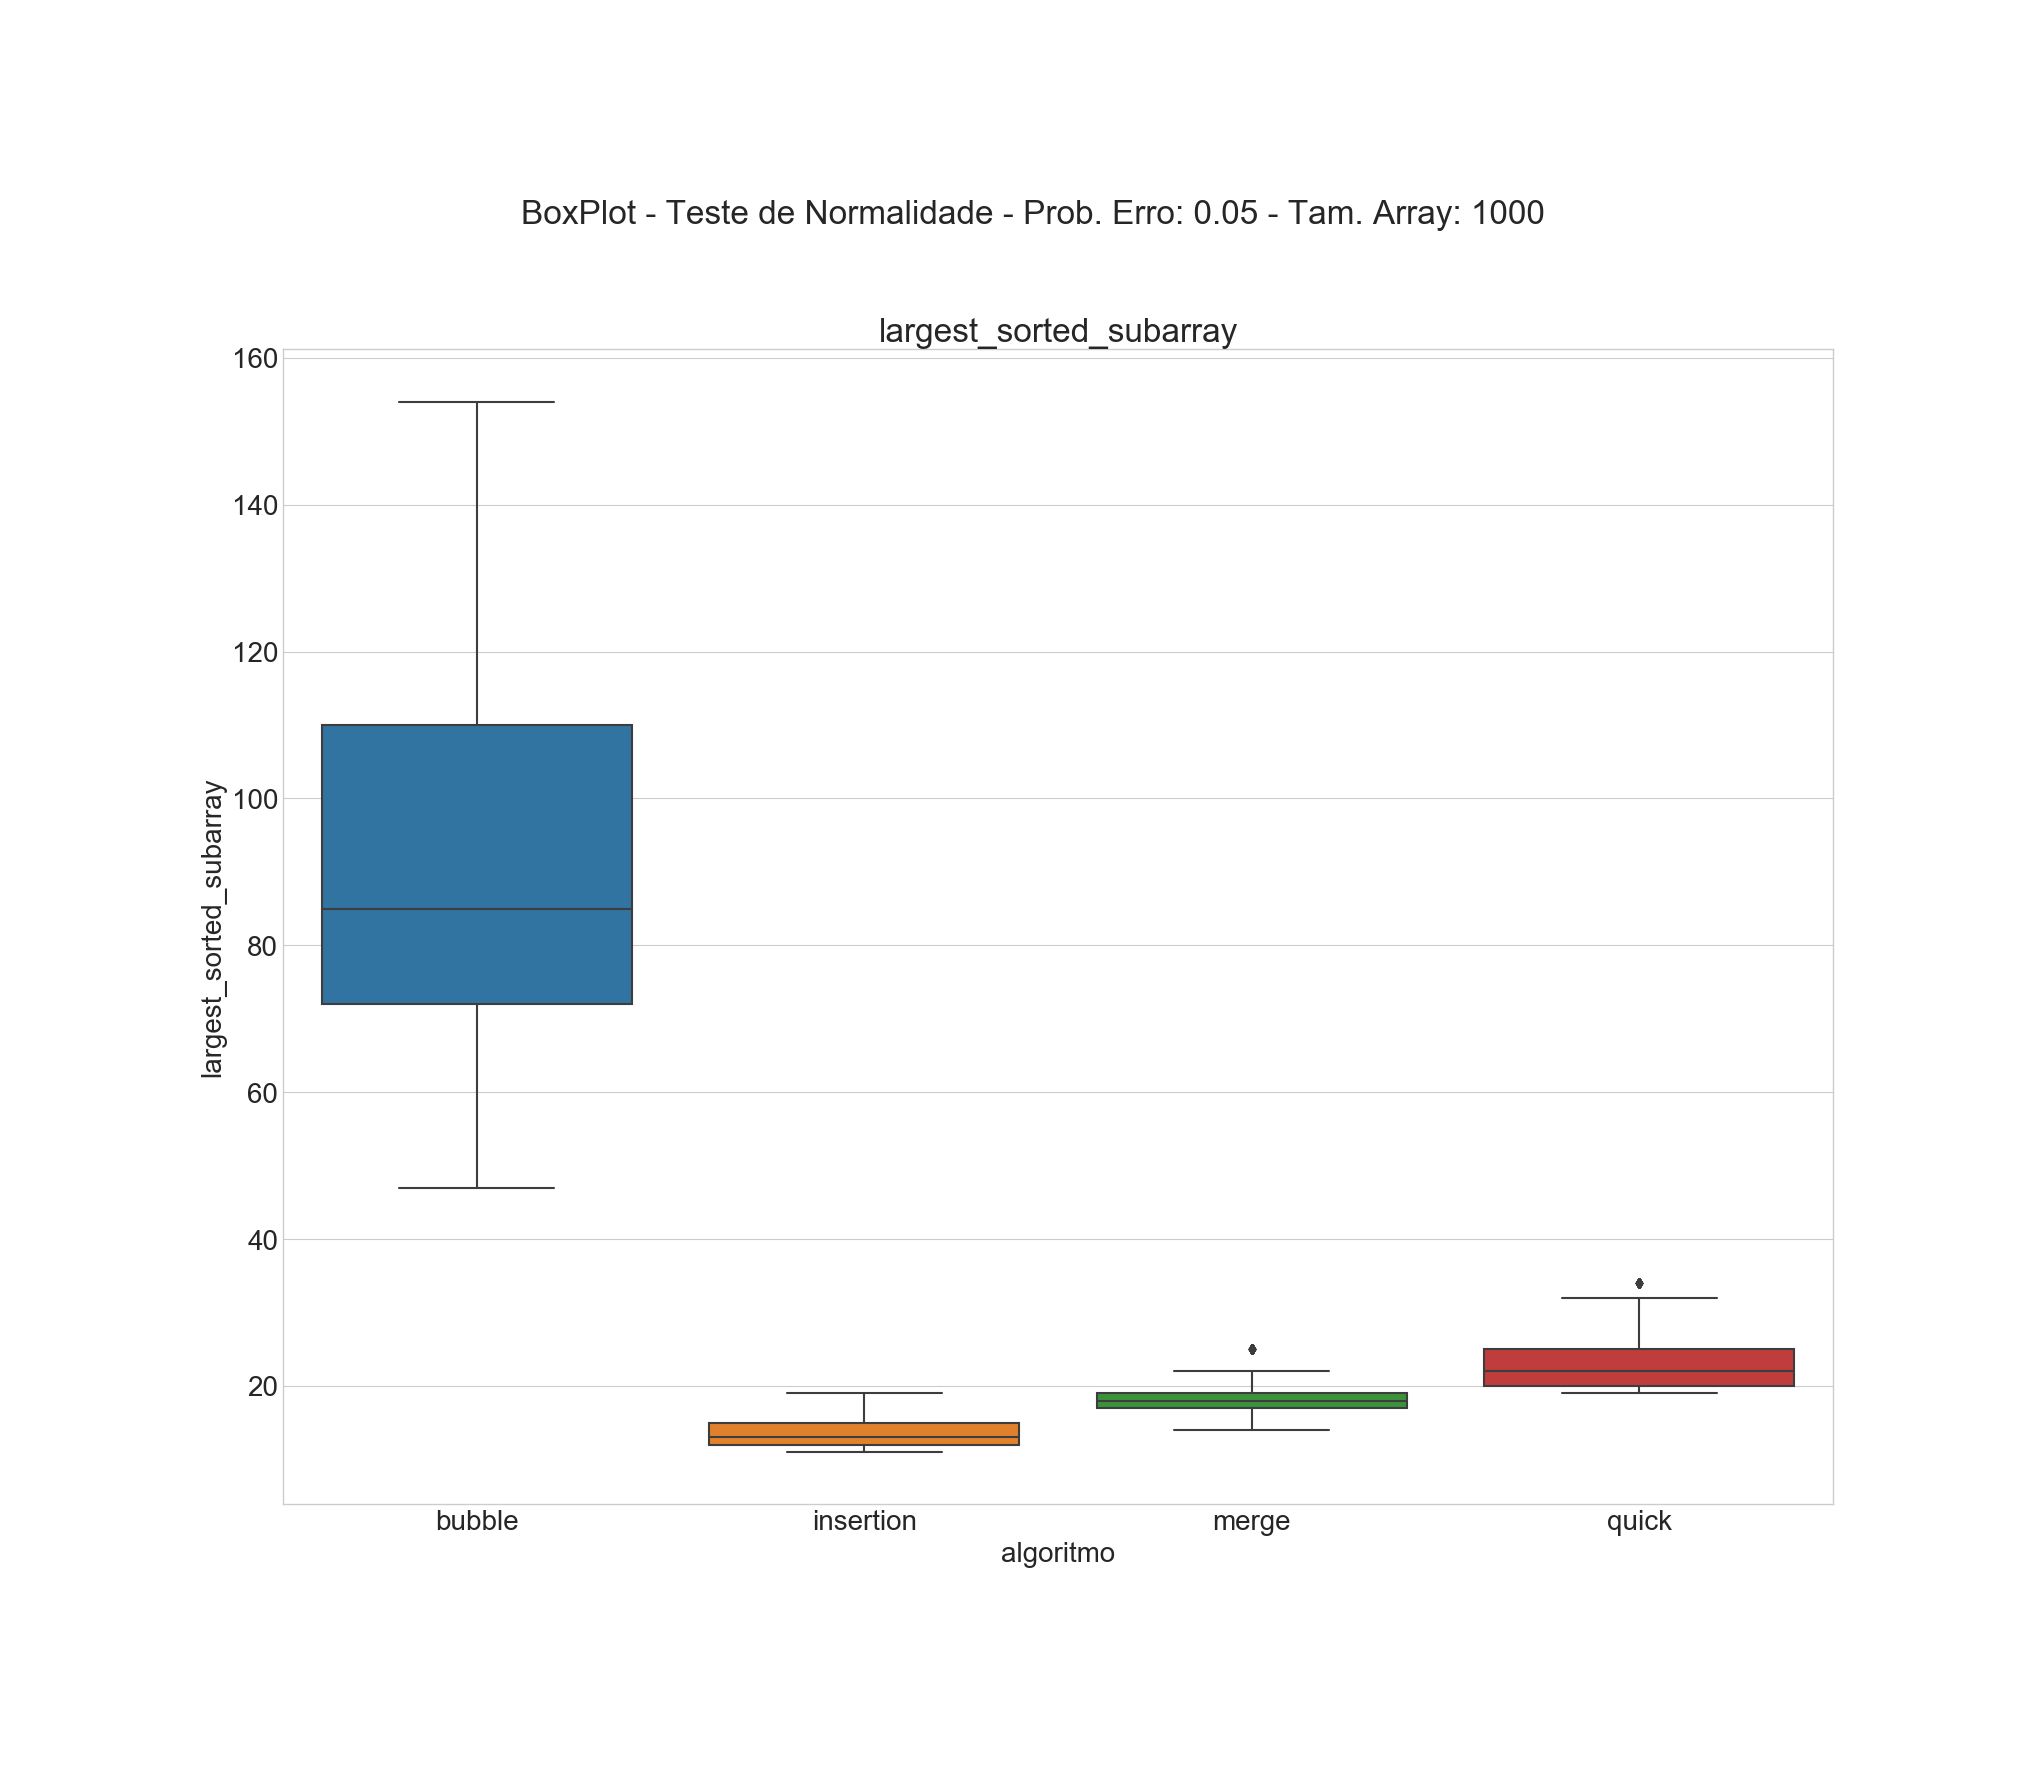 BoxPlot - Teste de Normalidade - Prob. Erro: 0.05 - Tam. Array: 1000
largest_sorted_subarray
160
140
120
100
80
60
40
20
largest_sorted_subarray
bubble insertion merge quick
algoritmo